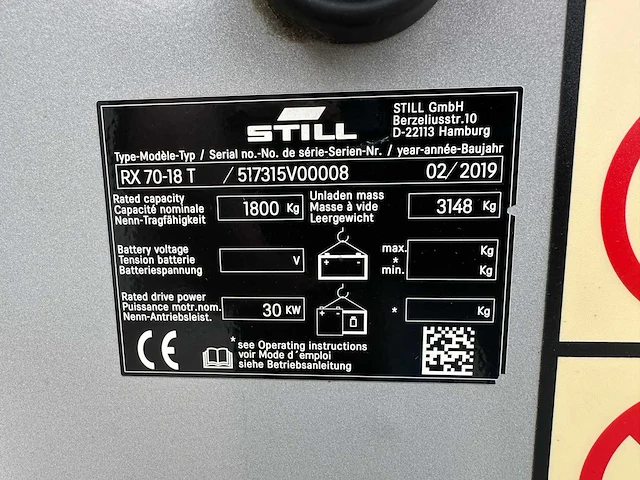 STILL
STILL GmbH
Berzeliusstr.10
D-22113 Hamburg
Type-Modèle-Typ / Serial no.-No. de série-Serien-Nr. / year-année-Baujahr
RX 70-18 T / 517315V00008 02/2019
Rated capacity
Capacité nominale
Nenn-Tragfähigkeit
1800 Kg
Unladen mass
Masse à vide
Leergewicht
3148 Kg
Battery voltage
Tension batterie
Batteriespannung
V
max.
*
min.
Kg
Kg
Rated drive power
Puissance motr.nom.
Nenn-Antriebsleist.
30 KW
* Kg
CE
* see Operating instructions
voir Mode d´emploi
siehe Betriebsanleitung